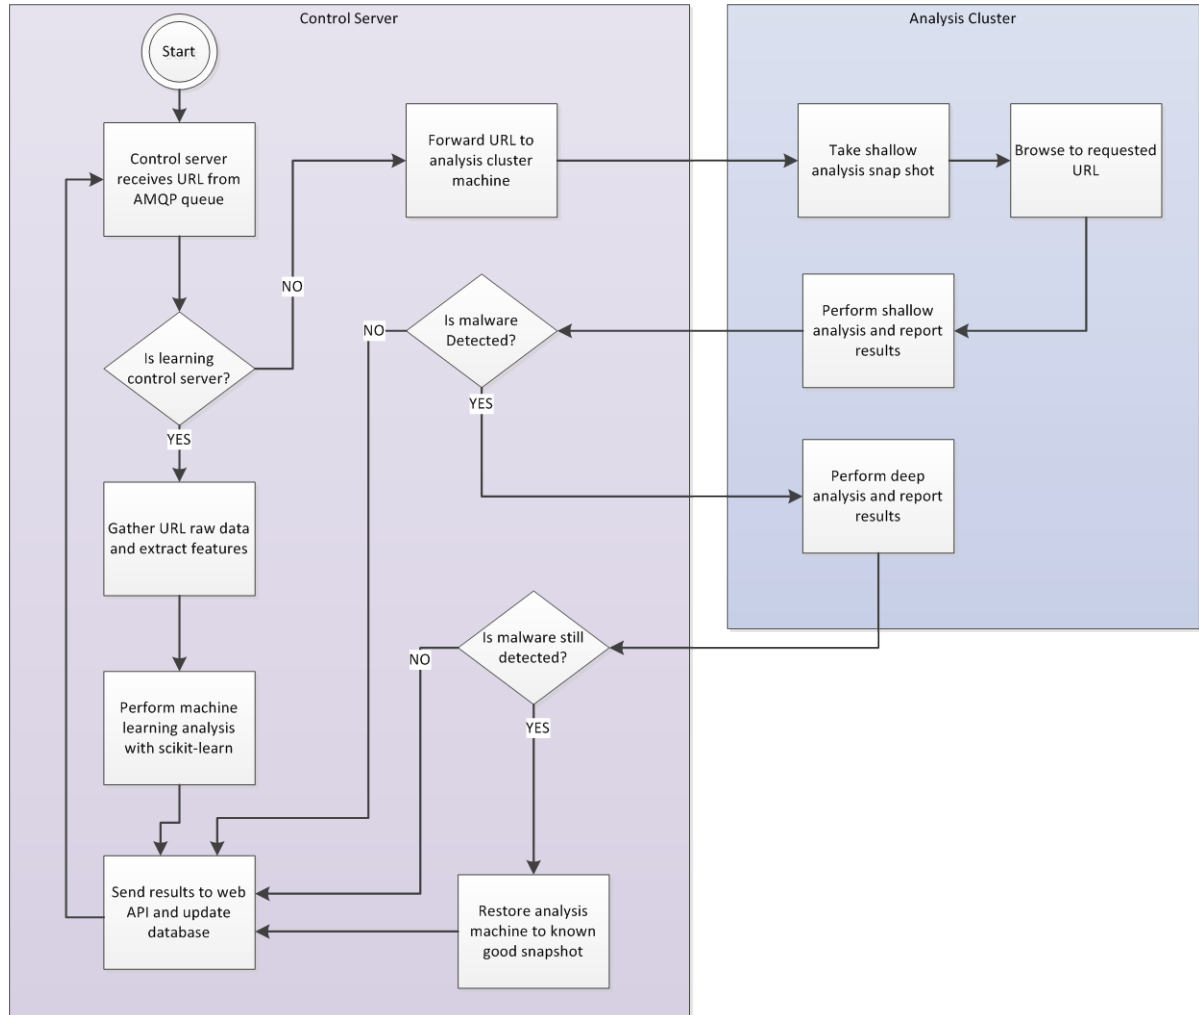 Control Server
Start
Control server
receives URL from
AMQP queue
Is learning
control server?
NO
YES
Gather URL raw data
and extract features
Perform machine
learning analysis
with scikit-learn
Send results to web
API and update
database
Forward URL to
analysis cluster
machine
Is malware
Detected?
NO
YES
Is malware still
detected?
NO
YES
Restore analysis
machine to known
good snapshot
Analysis Cluster
Take shallow
analysis snap shot
Browse to requested
URL
Perform shallow
analysis and report
results
Perform deep
analysis and report
results